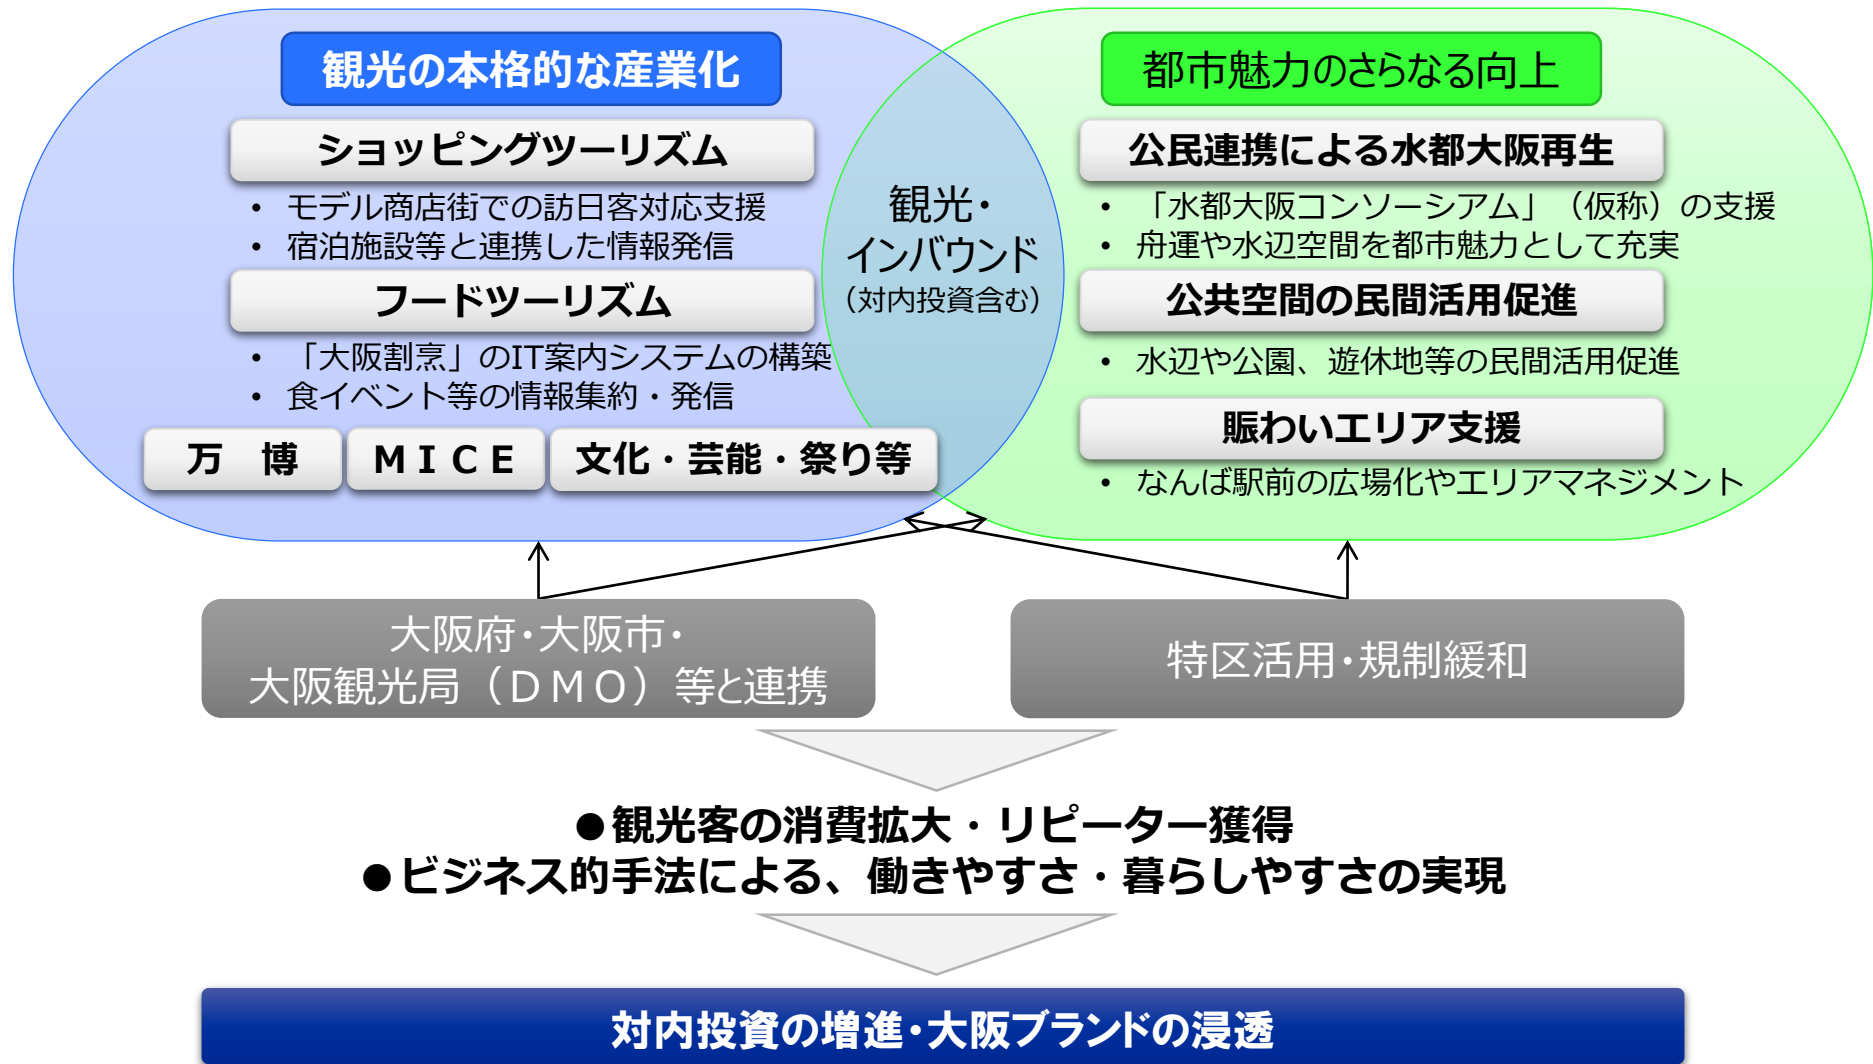 観光の本格的な産業化
ショッピングツーリズム
• モデル商店街での訪日客対応支援
• 宿泊施設等と連携した情報発信
フードツーリズム
• 「大阪割烹」のIT案内システムの構築
• 食イベント等の情報集約・発信
万　博
ＭＩＣＥ
文化・芸能・祭り等
観光・
インバウンド
（対内投資含む）
都市魅力のさらなる向上
公民連携による水都大阪再生
• 「水都大阪コンソーシアム」（仮称）の支援
• 舟運や水辺空間を都市魅力として充実
公共空間の民間活用促進
• 水辺や公園、遊休地等の民間活用促進
賑わいエリア支援
• なんば駅前の広場化やエリアマネジメント
大阪府・大阪市・
大阪観光局（ＤＭＯ）等と連携
特区活用・規制緩和
●観光客の消費拡大・リピーター獲得
●ビジネス的手法による、働きやすさ・暮らしやすさの実現
対内投資の増進・大阪ブランドの浸透